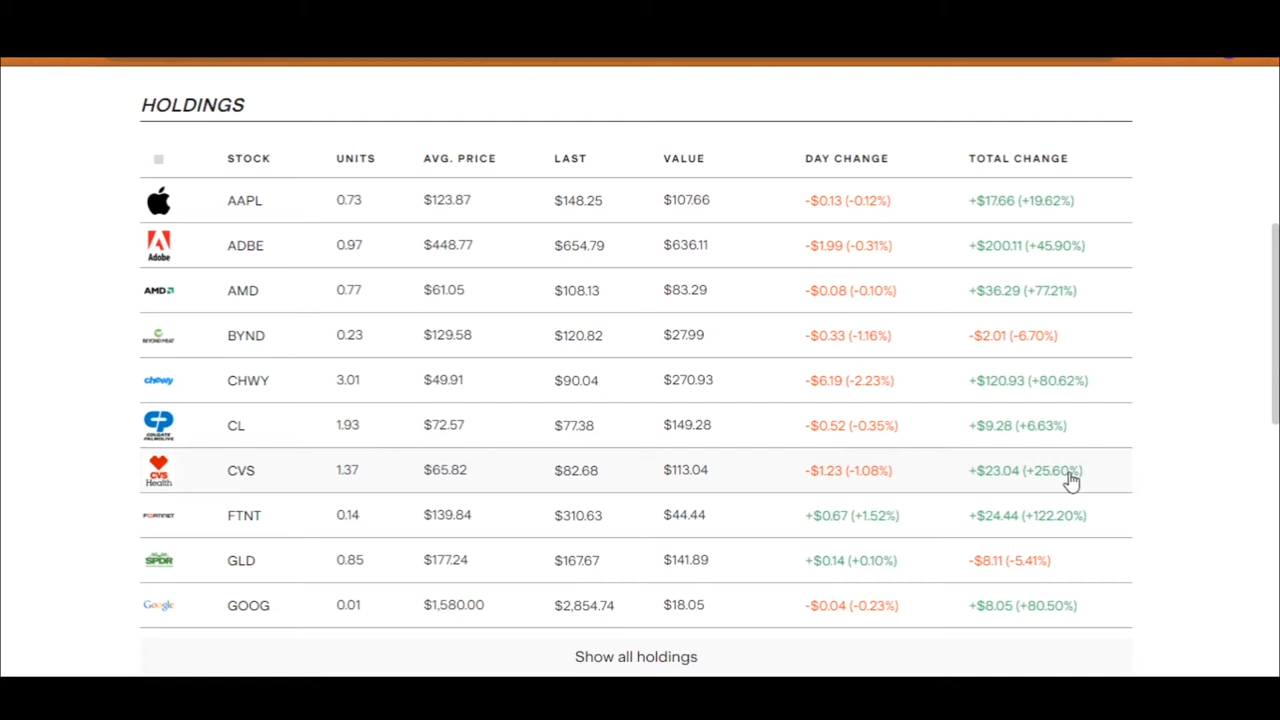 HOLDINGS
STOCK UNITS AVG. PRICE LAST VALUE DAY CHANGE TOTAL CHANGE
AAPL 0.73 $123.87 $148.25 $107.66 -$0.13 (-0.12%) +$17.66 (+19.62%)
Adobe ADBE 0.97 $448.77 $654.79 $636.11 -$1.99 (-0.31%) +$200.11 (+45.90%)
AMD AMD 0.77 $61.05 $108.13 $83.29 -$0.08 (-0.10%) +$36.29 (+77.21%)
BEYOND MEAT BYND 0.23 $129.58 $120.82 $27.99 -$0.33 (-1.16%) -$2.01 (-6.70%)
chewy CHWY 3.01 $49.91 $90.04 $270.93 -$6.19 (-2.23%) +$120.93 (+80.62%)
COLGATE PALMOLIVE CL 1.93 $72.57 $77.38 $149.28 -$0.52 (-0.35%) +$9.28 (+6.63%)
CVS Health CVS 1.37 $65.82 $82.68 $113.04 -$1.23 (-1.08%) +$23.04 (+25.60%)
FORTINET FTNT 0.14 $139.84 $310.63 $44.44 +$0.67 (+1.52%) +$24.44 (+122.20%)
SPDR GLD 0.85 $177.24 $167.67 $141.89 +$0.14 (+0.10%) -$8.11 (-5.41%)
Google GOOG 0.01 $1,580.00 $2,854.74 $18.05 -$0.04 (-0.23%) +$8.05 (+80.50%)
Show all holdings